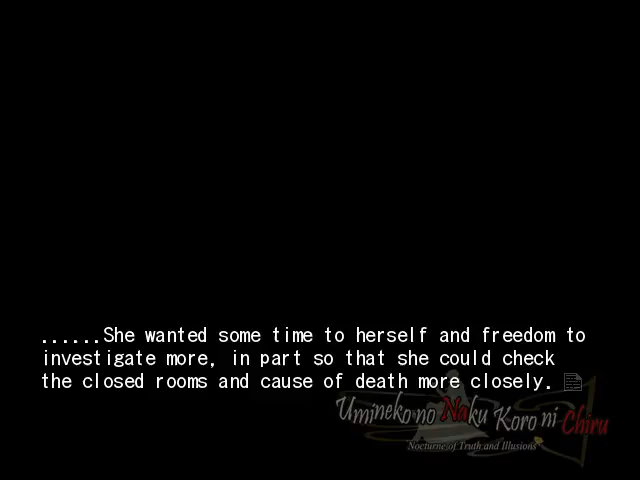 ......She wanted some time to herself and freedom to
investigate more, in part so that she could check
the closed rooms and cause of death more closely.
Umineko no Naku Koro ni Chiru
Nocturne of Truth and Illusions